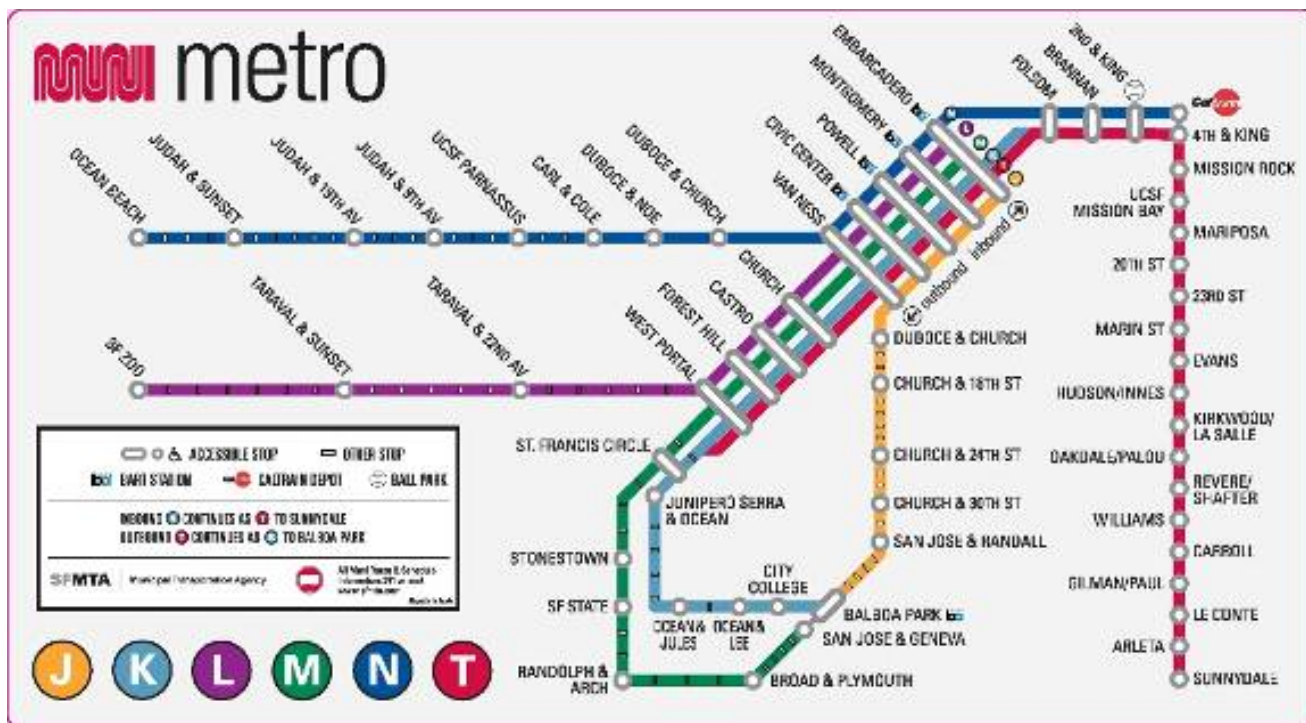 muni metro
OCEAN BEACH
JUDAH & SUNSET
JUDAH & 19TH AV
JUDAH & 9TH AV
UCSF PARNASSUS
CARL & COLE
DUBOCE & NOE
DUBOCE & CHURCH
VAN NESS
CIVIC CENTER
POWELL
MONTGOMERY
EMBARCADERO
FOLSOM
BRANNAN
2ND & KING
Caltrain
4TH & KING
MISSION ROCK
UCSF
MISSION BAY
MARIPOSA
20TH ST
23RD ST
MARIN ST
EVANS
HUDSON/INNES
KIRKWOOD/
LA SALLE
OAKDALE/PALOU
REVERE/
SHAFTER
WILLIAMS
CARROLL
GILMAN/PAUL
LE CONTE
ARLETA
SUNNYDALE
N
L
M
K
T
J
outbound inbound
SF ZOO
TARAVAL & SUNSET
TARAVAL & 22ND AV
WEST PORTAL
FOREST HILL
CASTRO
CHURCH
DUBOCE & CHURCH
CHURCH & 18TH ST
CHURCH & 24TH ST
CHURCH & 30TH ST
SAN JOSE & RANDALL
BALBOA PARK
SAN JOSE & GENEVA
ST. FRANCIS CIRCLE
JUNIPERO SERRA
& OCEAN
STONESTOWN
SF STATE
RANDOLPH &
ARCH
OCEAN &
JULES
OCEAN &
LEE
CITY
COLLEGE
BROAD & PLYMOUTH
ACCESSIBLE STOP
OTHER STOP
BART STATION
CALTRAIN DEPOT
BALL PARK
INBOUND K CONTINUES AS T TO SUNNYDALE
OUTBOUND T CONTINUES AS K TO BALBOA PARK
SFMTA | Municipal Transportation Agency
J K L M N T